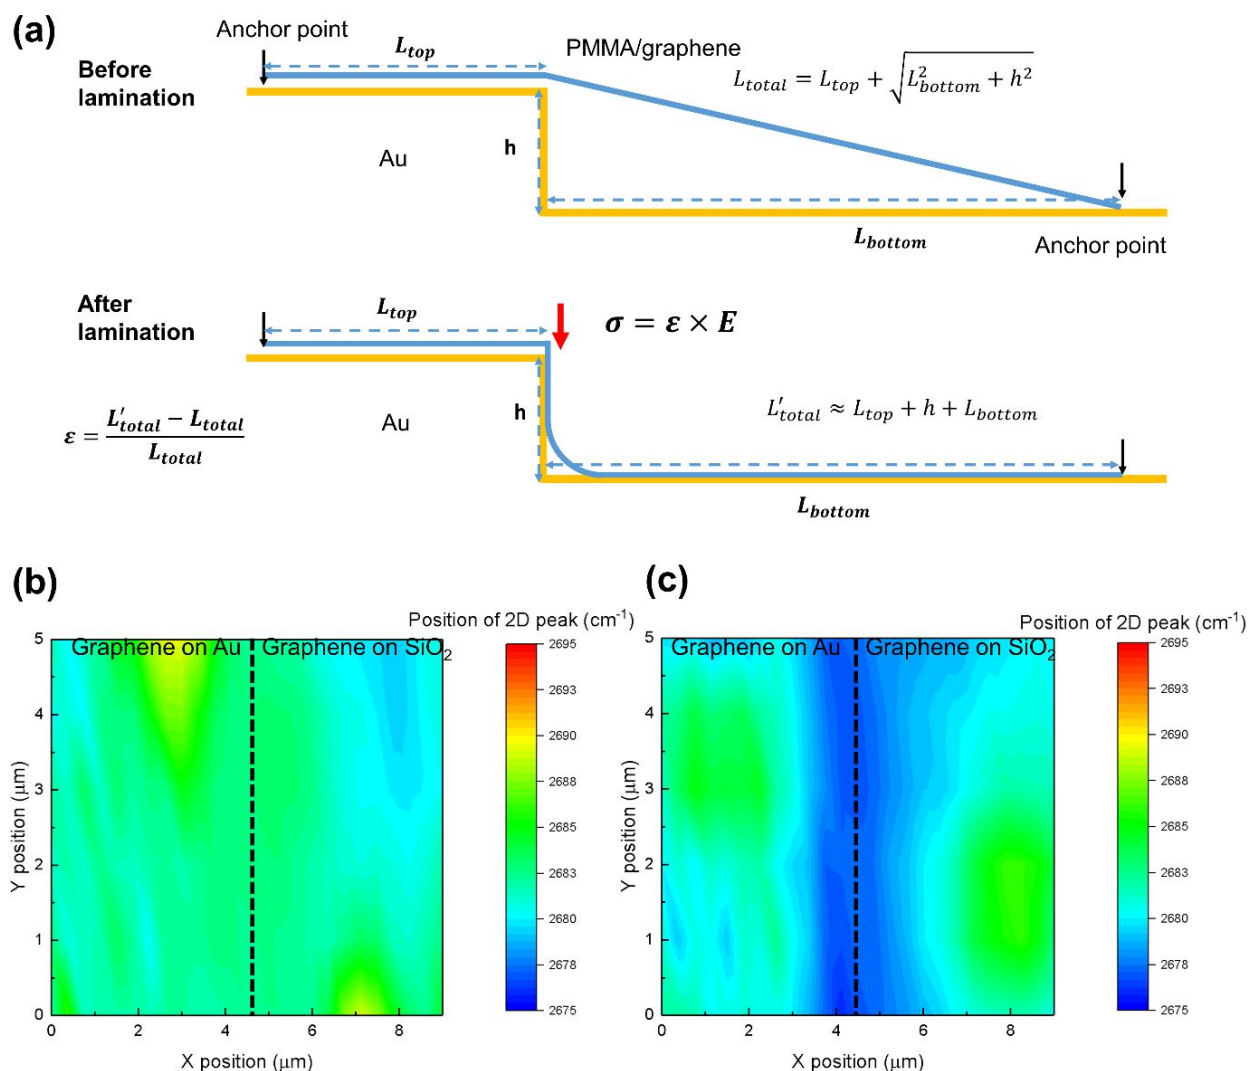 (a)
Anchor point
Before
lamination
L_top
PMMA/graphene
L_total = L_top + √(L²_bottom + h²)
Au
h
L_bottom
Anchor point
After
lamination
L_top
σ = ε × E
h
Au
L′_total ≈ L_top + h + L_bottom
ε = (L′_total − L_total) / L_total
L_bottom
(b)
Position of 2D peak (cm⁻¹)
Graphene on Au
Graphene on SiO₂
5
4
3
2
1
0
Y position (μm)
0 2 4 6 8
X position (μm)
2695
2693
2690
2688
2685
2683
2680
2678
2675
(c)
Position of 2D peak (cm⁻¹)
Graphene on Au
Graphene on SiO₂
5
4
3
2
1
0
Y position (μm)
0 2 4 6 8
X position (μm)
2695
2693
2690
2688
2685
2683
2680
2678
2675